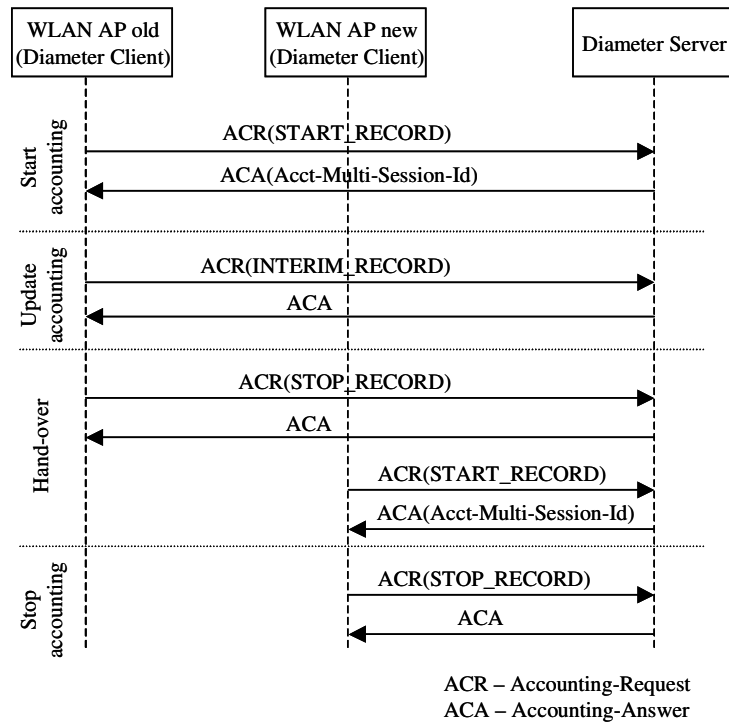 WLAN AP old
(Diameter Client)
WLAN AP new
(Diameter Client)
Diameter Server
Start
accounting
ACR(START_RECORD)
ACA(Acct-Multi-Session-Id)
Update
accounting
ACR(INTERIM_RECORD)
ACA
Hand-over
ACR(STOP_RECORD)
ACA
ACR(START_RECORD)
ACA(Acct-Multi-Session-Id)
Stop
accounting
ACR(STOP_RECORD)
ACA
ACR – Accounting-Request
ACA – Accounting-Answer